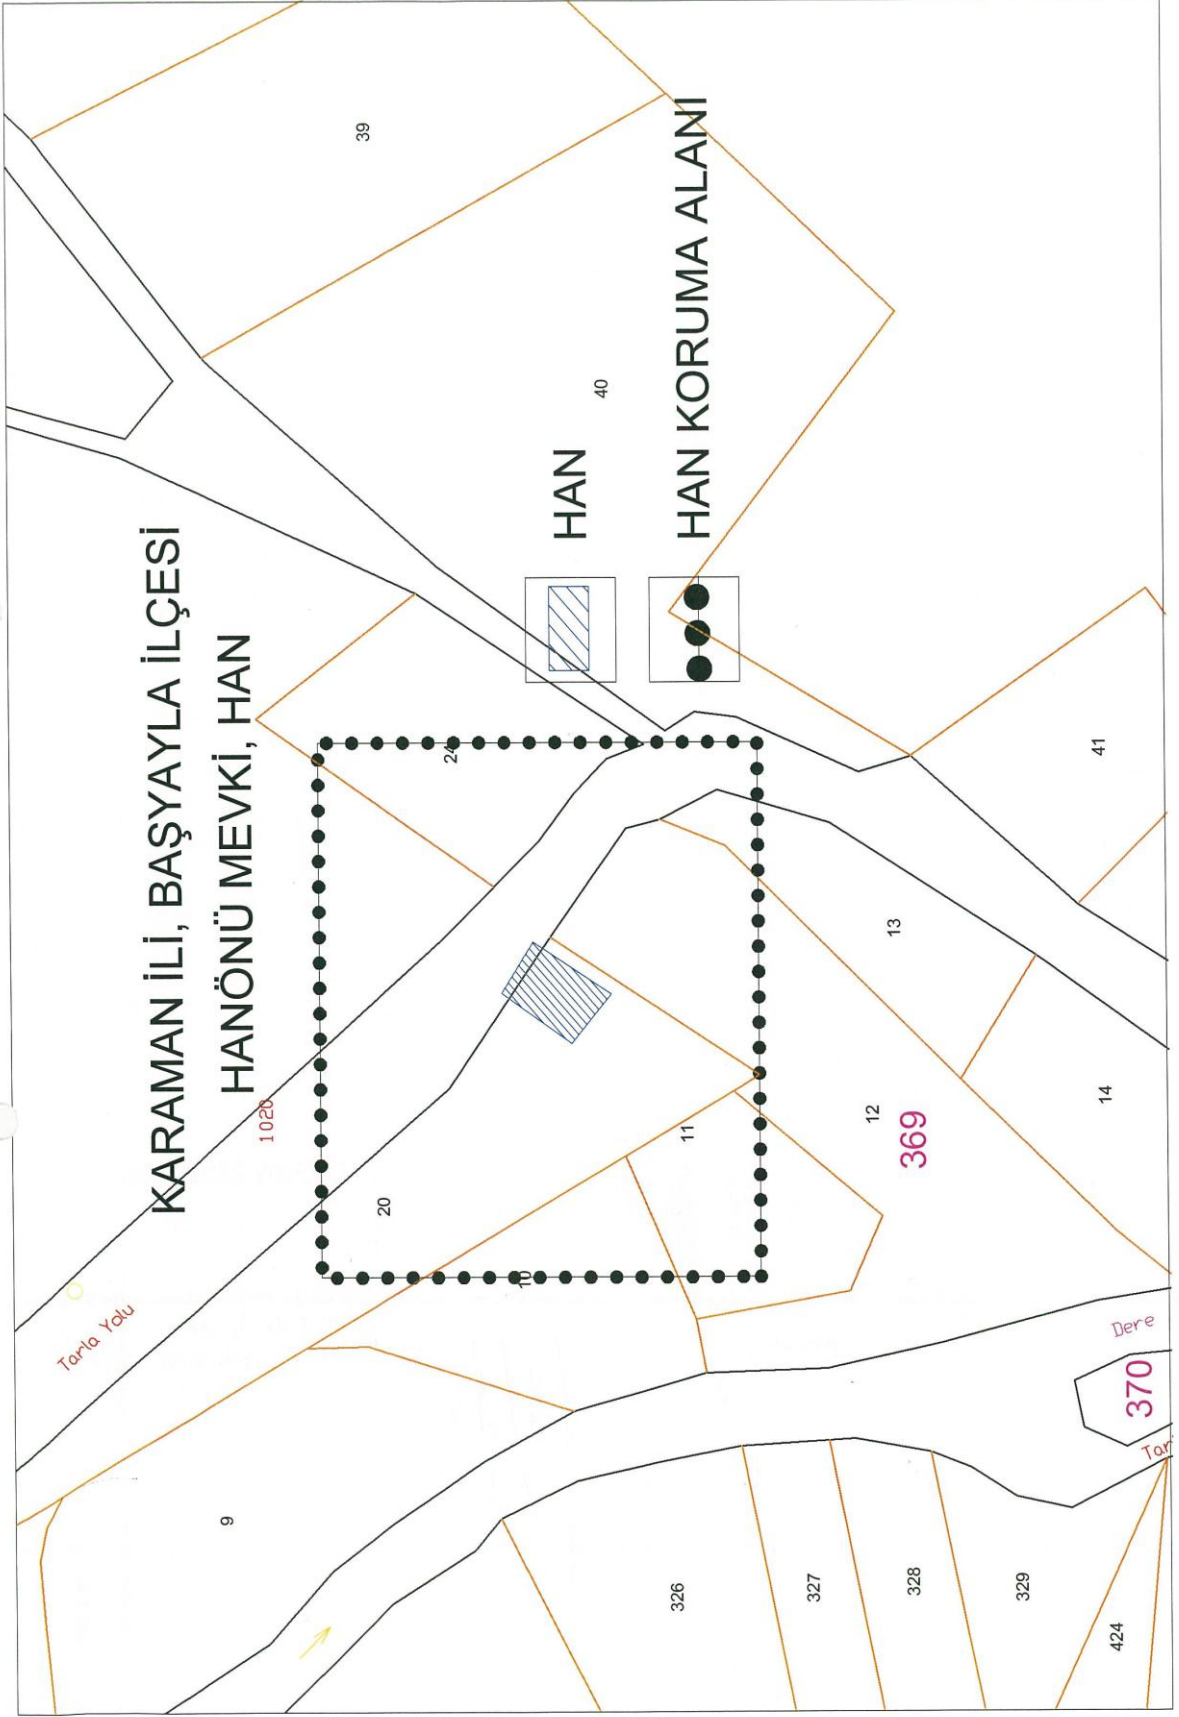 KARAMAN İLİ, BAŞYAYLA İLÇESİ
HANÖNÜ MEVKİ, HAN
HAN
HAN KORUMA ALANI
39
40
24
1020
20
Tarla Yolu
10
11
12
369
13
14
41
9
326
327
328
329
424
Dere
370
Tar